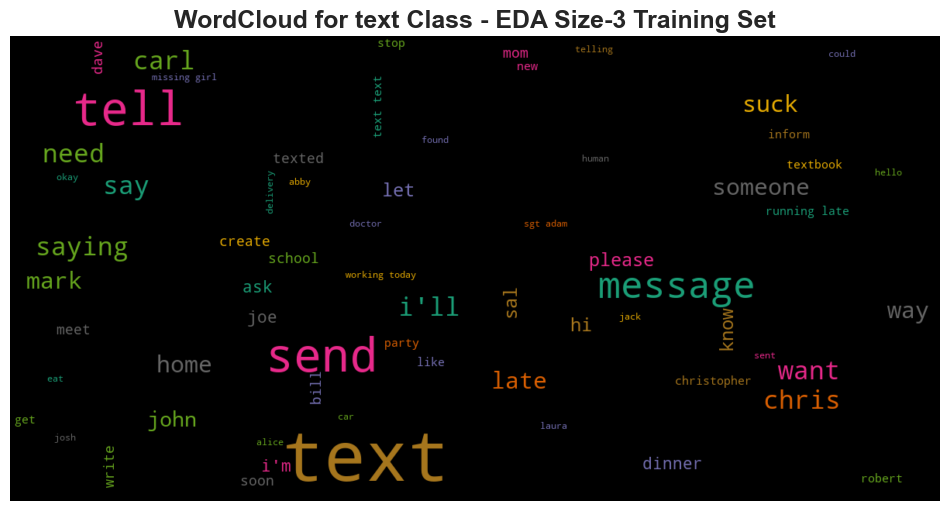 WordCloud for text Class - EDA Size-3 Training Set
stop
dave
carl
missing girl
mom
new
telling
could
tell
text text
suck
found
inform
need
texted
human
textbook
hello
okay
say
delivery
abby
let
someone
running late
doctor
sgt adam
saying
create
school
please
mark
working today
ask
i'll
message
sal
joe
hi
jack
know
way
meet
send
party
like
sent
home
bill
late
christopher
want
eat
chris
get
john
car
laura
josh
alice
text
write
i'm
soon
dinner
robert